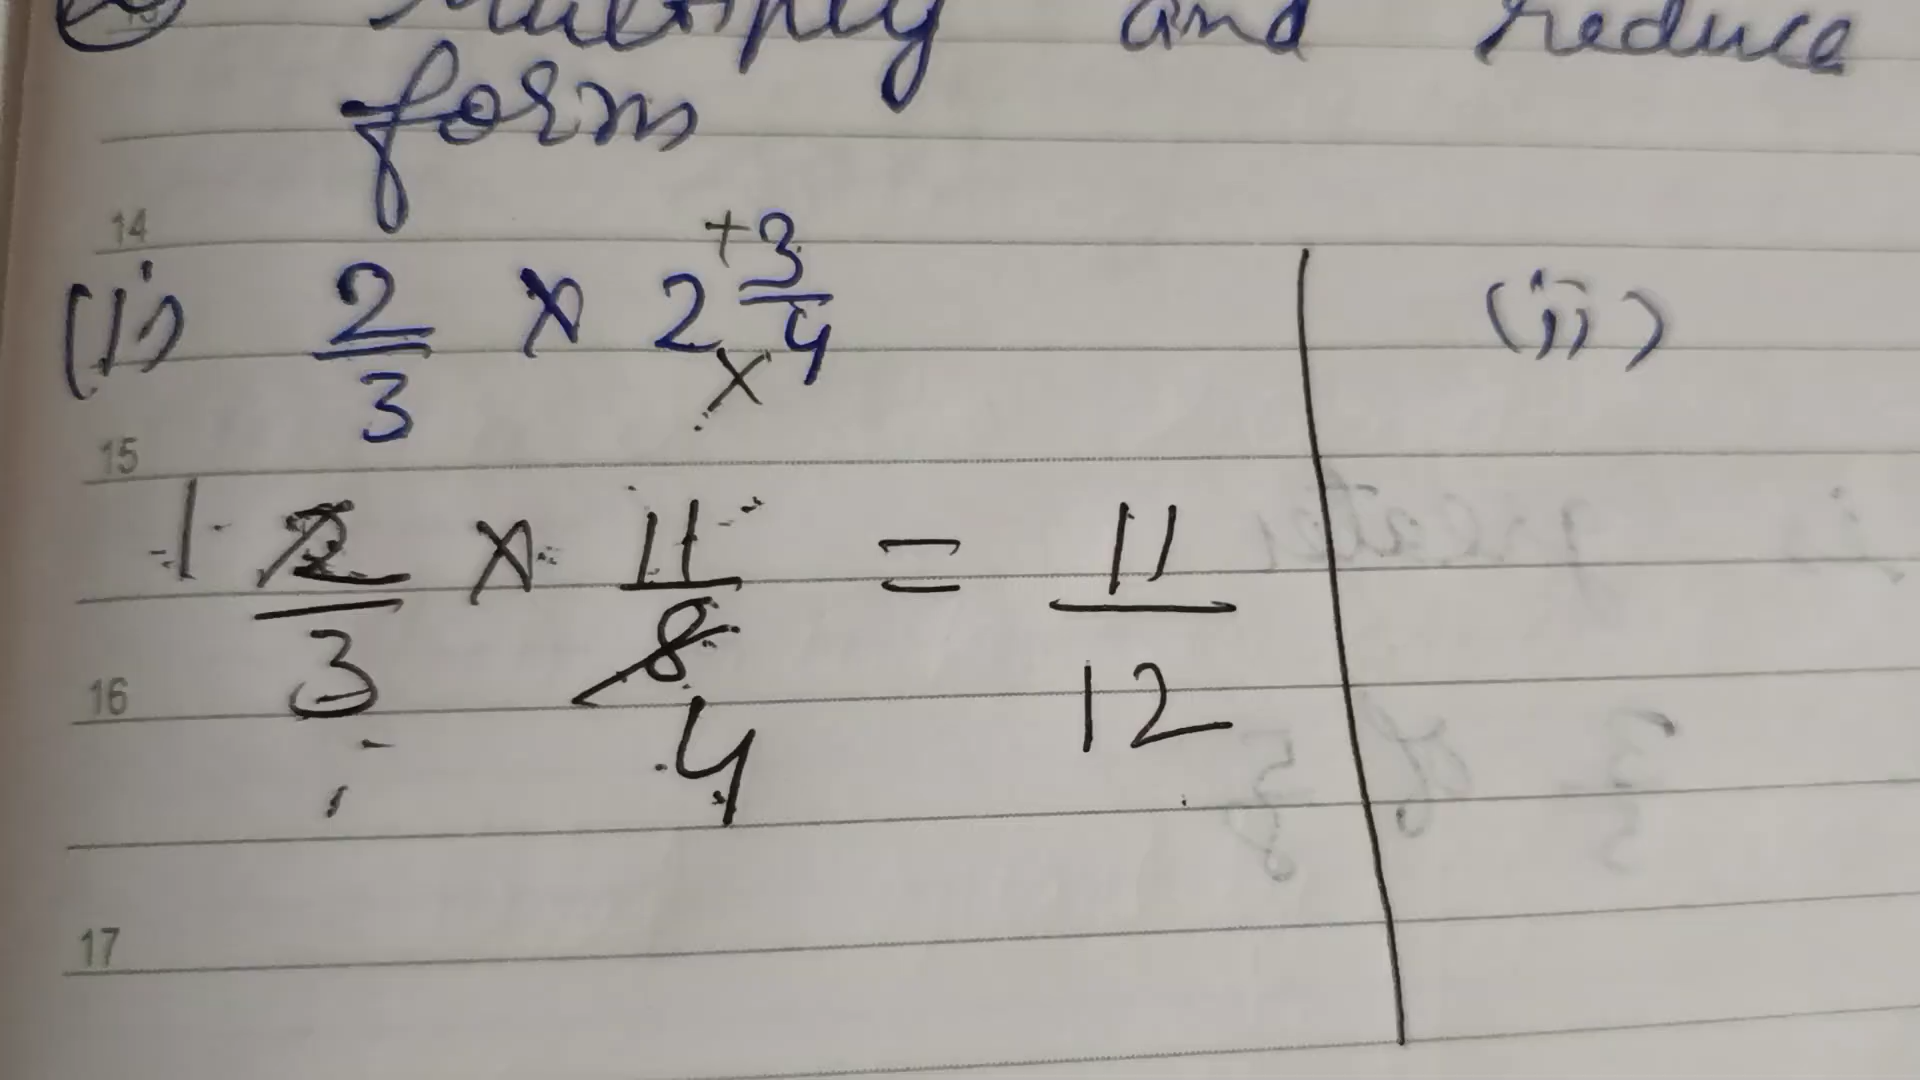 Multiply and reduce
form
14
(i) 2/3 × 2 +3/4 × (ii)
15
1 2/3 × 11/8 = 11/12
4
16
17